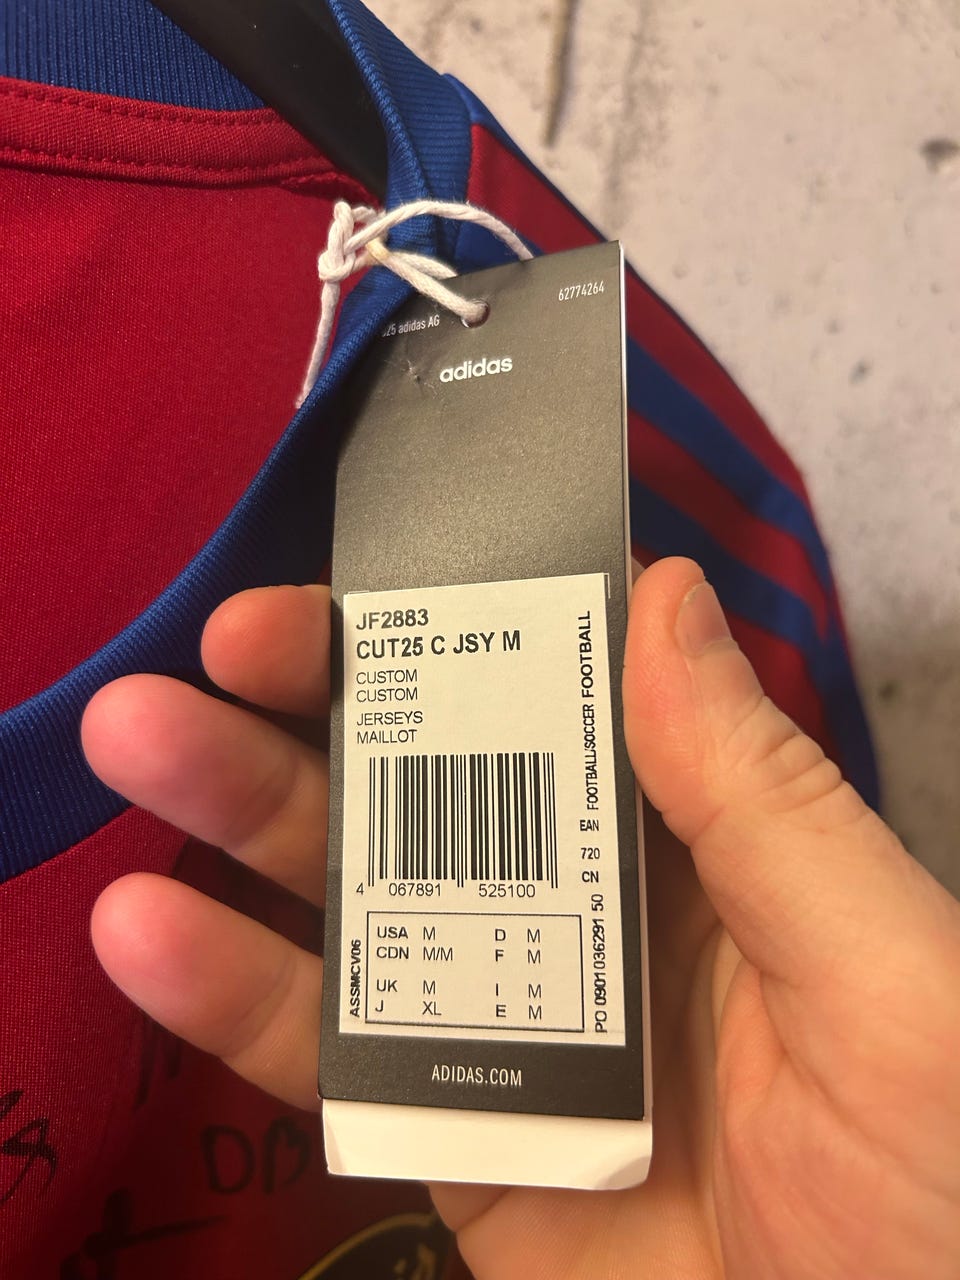 62774264
adidas AG
adidas
JF2883
CUT25 C JSY M
CUSTOM
CUSTOM
JERSEYS
MAILLOT
FOOTBALL/SOCCER FOOTBALL
EAN
720
CN
4 067891 525100
PO 0901036291 50
ASSMCV06
USA M D M
CDN M/M F M
UK M I M
J XL E M
ADIDAS.COM
DB